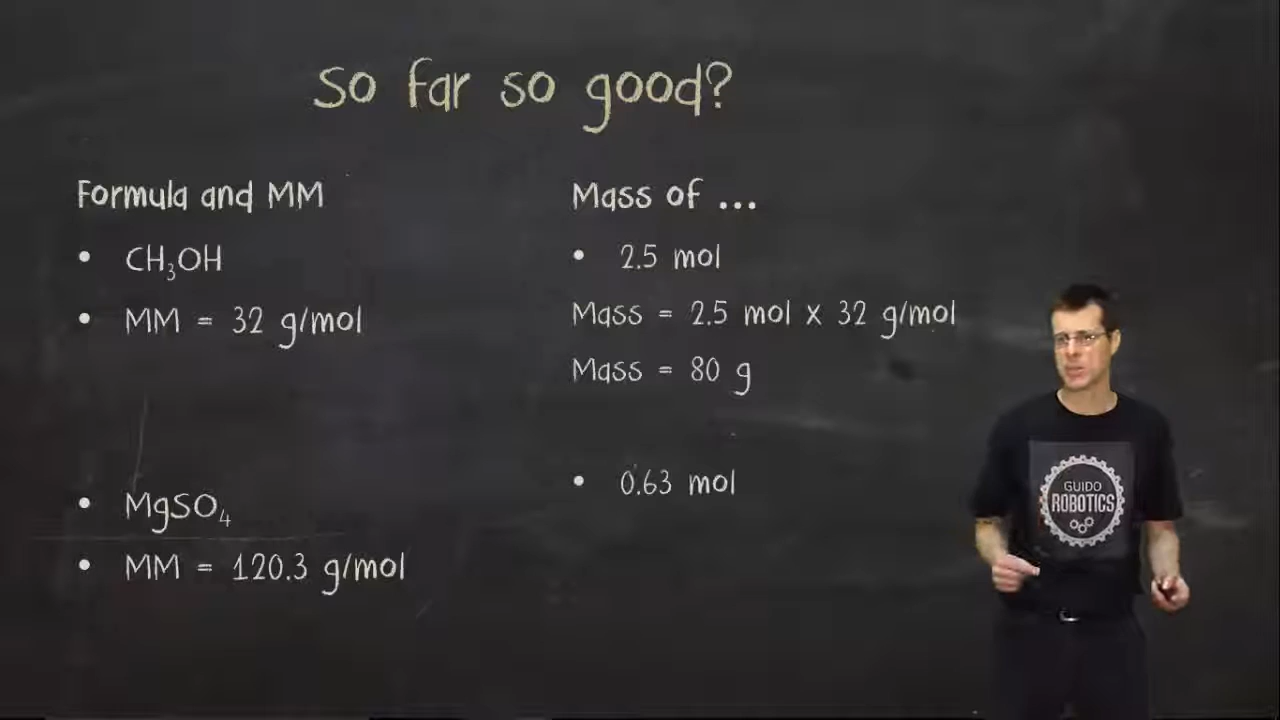 So far so good?
Formula and MM
• CH₃OH
• MM = 32 g/mol
• MgSO₄
• MM = 120.3 g/mol
Mass of ...
• 2.5 mol
Mass = 2.5 mol x 32 g/mol
Mass = 80 g
• 0.63 mol
GUIDO
ROBOTICS